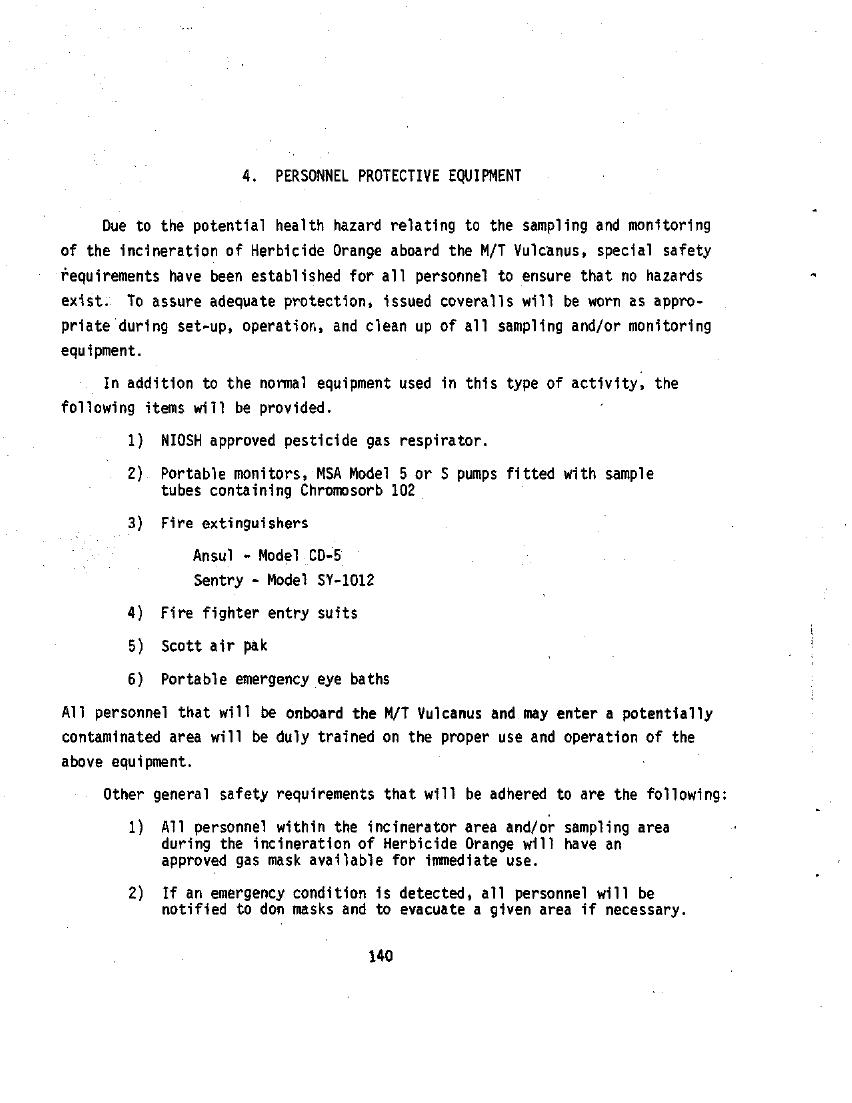 4. PERSONNEL PROTECTIVE EQUIPMENT
Due to the potential health hazard relating to the sampling and monitoring
of the incineration of Herbicide Orange aboard the M/T Vulcanus, special safety
requirements have been established for all personnel to ensure that no hazards
exist. To assure adequate protection, issued coveralls will be worn as appro-
priate during set-up, operation, and clean up of all sampling and/or monitoring
equipment.
In addition to the normal equipment used in this type of activity, the
following items will be provided.
1) NIOSH approved pesticide gas respirator.
2) Portable monitors, MSA Model 5 or S pumps fitted with sample
tubes containing Chromosorb 102
3) Fire extinguishers
Ansul - Model CD-5
Sentry - Model SY-1012
4) Fire fighter entry suits
5) Scott air pak
6) Portable emergency eye baths
All personnel that will be onboard the M/T Vulcanus and may enter a potentially
contaminated area will be duly trained on the proper use and operation of the
above equipment.
Other general safety requirements that will be adhered to are the following:
1) All personnel within the incinerator area and/or sampling area
during the incineration of Herbicide Orange will have an
approved gas mask available for immediate use.
2) If an emergency condition is detected, all personnel will be
notified to don masks and to evacuate a given area if necessary.
140